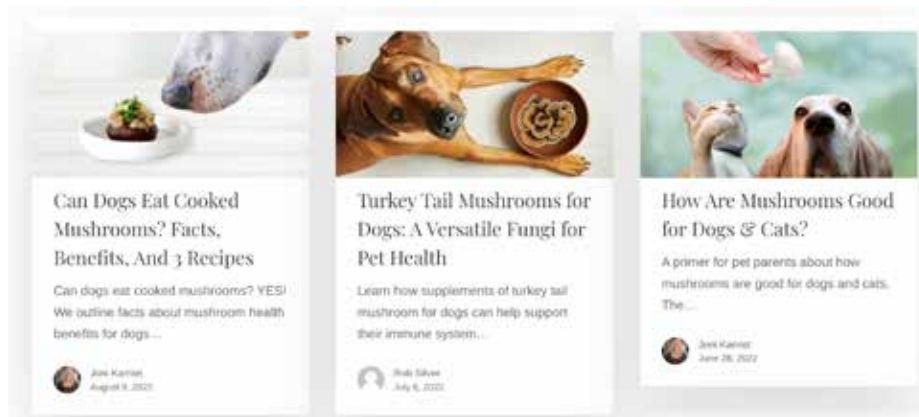 Can Dogs Eat Cooked
Mushrooms? Facts,
Benefits, And 3 Recipes
Can dogs eat cooked mushrooms? YES!
We outline facts about mushroom health
benefits for dogs…
August 9, 2022
Turkey Tail Mushrooms for
Dogs: A Versatile Fungi for
Pet Health
Learn how supplements of turkey tail
mushroom for dogs can help support
their immune system…
Rob Silver
July 6, 2022
How Are Mushrooms Good
for Dogs & Cats?
A primer for pet parents about how
mushrooms are good for dogs and cats.
The…
June 28, 2022